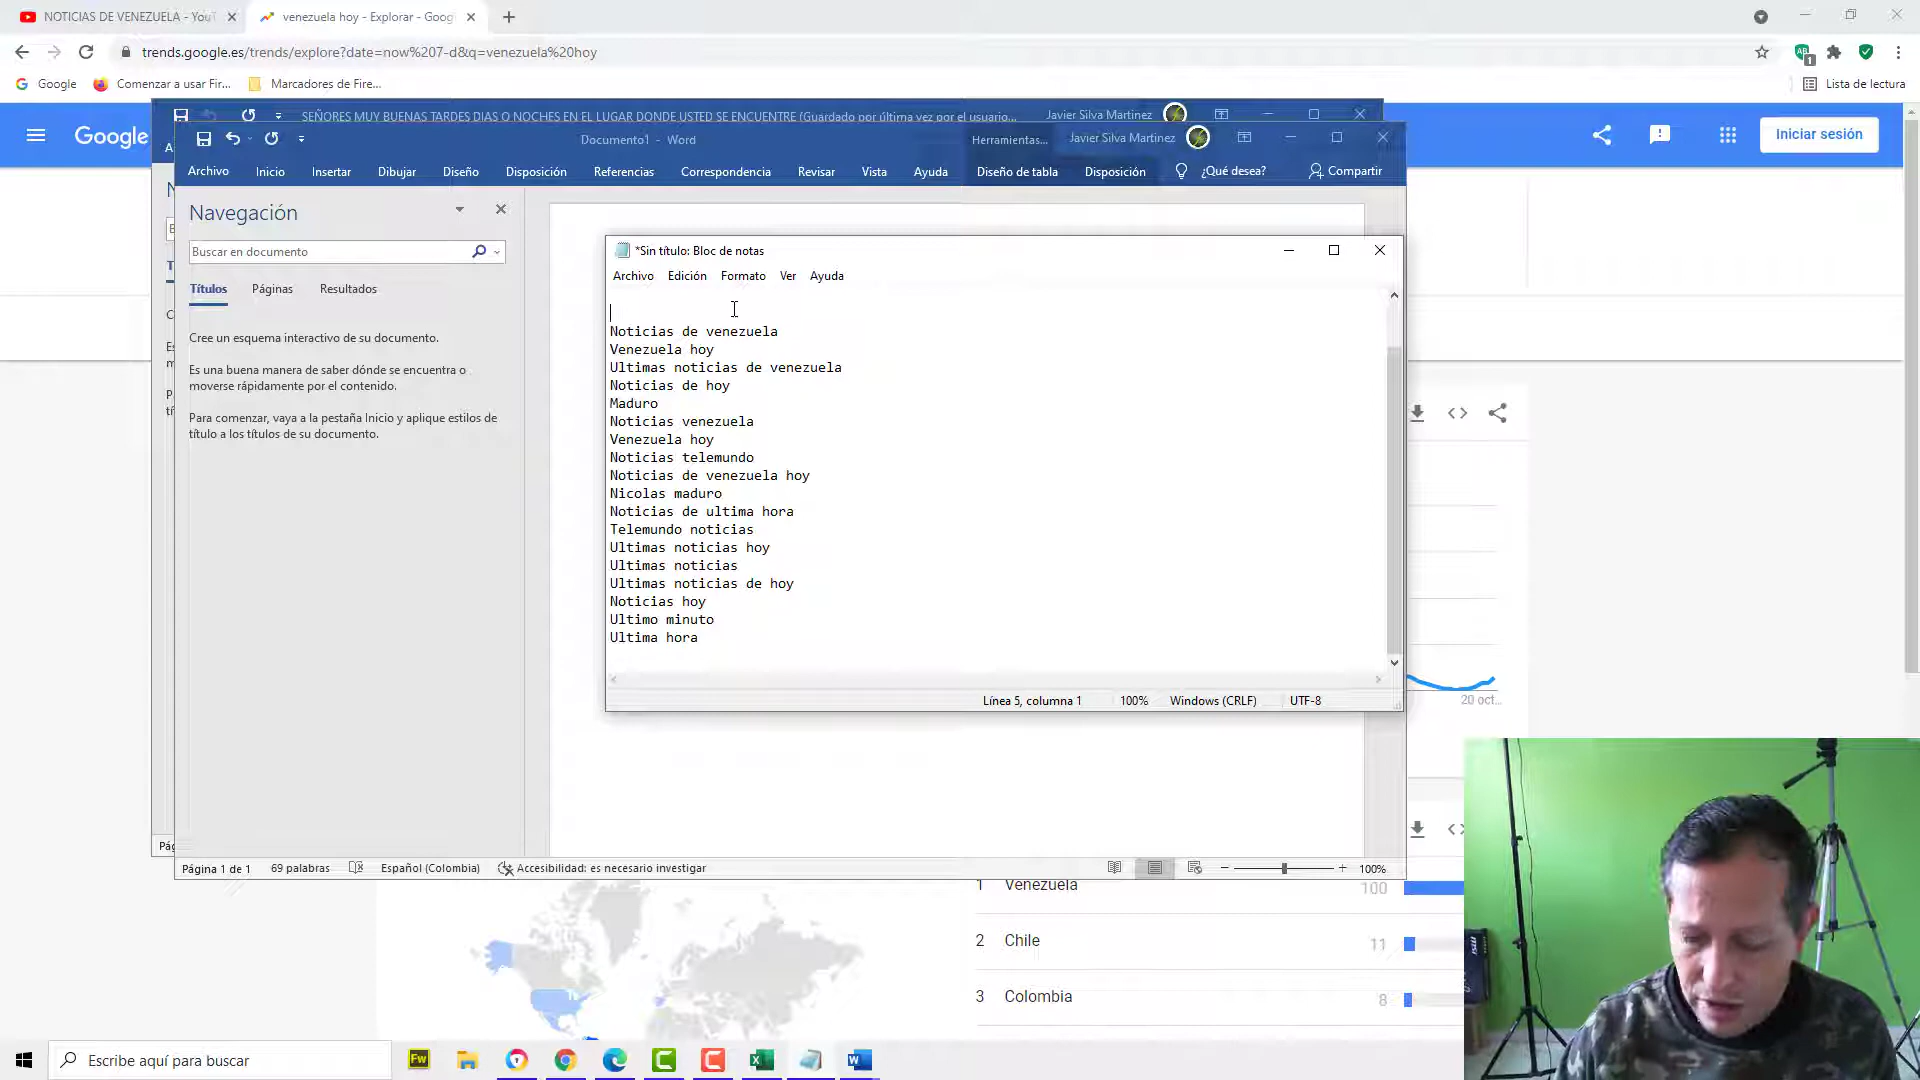 NOTICIAS DE VENEZUELA - You
venezuela hoy - Explorar - Goog
trends.google.es/trends/explore?date=now%207-d&q=venezuela%20hoy
Google
Comenzar a usar Fir...
Marcadores de Fire...
Lista de lectura
Google
Iniciar sesión
SEÑORES MUY BUENAS TARDES DIAS O NOCHES EN EL LUGAR DONDE USTED SE ENCUENTRE (Guardado por última vez por el usuario...
Javier Silva Martinez
Documento1 - Word
Herramientas...
Javier Silva Martinez
Archivo
Inicio
Insertar
Dibujar
Diseño
Disposición
Referencias
Correspondencia
Revisar
Vista
Ayuda
Diseño de tabla
Disposición
¿Qué desea?
Compartir
Navegación
Buscar en documento
Títulos
Páginas
Resultados
Cree un esquema interactivo de su documento.
Es una buena manera de saber dónde se encuentra o
moverse rápidamente por el contenido.
Para comenzar, vaya a la pestaña Inicio y aplique estilos de
título a los títulos de su documento.
*Sin título: Bloc de notas
Archivo
Edición
Formato
Ver
Ayuda
Noticias de venezuela
Venezuela hoy
Ultimas noticias de venezuela
Noticias de hoy
Maduro
Noticias venezuela
Venezuela hoy
Noticias telemundo
Noticias de venezuela hoy
Nicolas maduro
Noticias de ultima hora
Telemundo noticias
Ultimas noticias hoy
Ultimas noticias
Ultimas noticias de hoy
Noticias hoy
Ultimo minuto
Ultima hora
Línea 5, columna 1
100%
Windows (CRLF)
UTF-8
20 oct...
Pág
Página 1 de 1
69 palabras
Español (Colombia)
Accesibilidad: es necesario investigar
100%
1 Venezuela 100
2 Chile 11
3 Colombia 8
Escribe aquí para buscar
Fw
msi